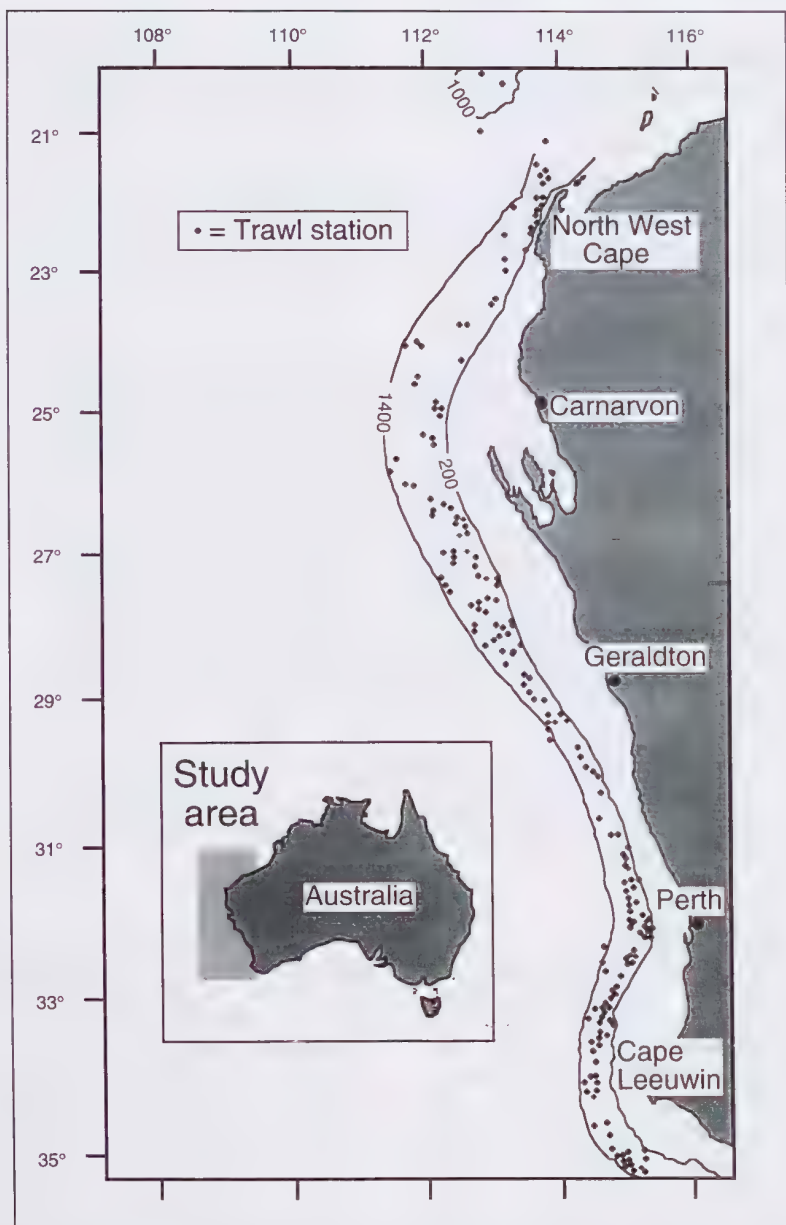 108°
110°
112°
114°
116°
1000
21°
• = Trawl station
North West
Cape
23°
1400
Carnarvon
25°
200
27°
Geraldton
29°
Study
area
31°
Australia
Perth
33°
Cape
Leeuwin
35°